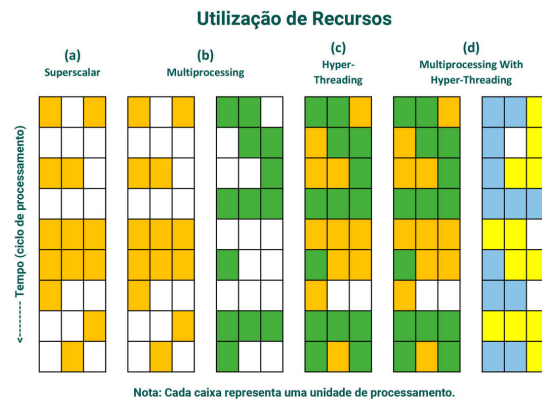 Utilização de Recursos
(a)
Superscalar
(b)
Multiprocessing
(c)
Hyper-
Threading
(d)
Multiprocessing With
Hyper-Threading
<-------- Tempo (ciclo de processamento)
Nota: Cada caixa representa uma unidade de processamento.